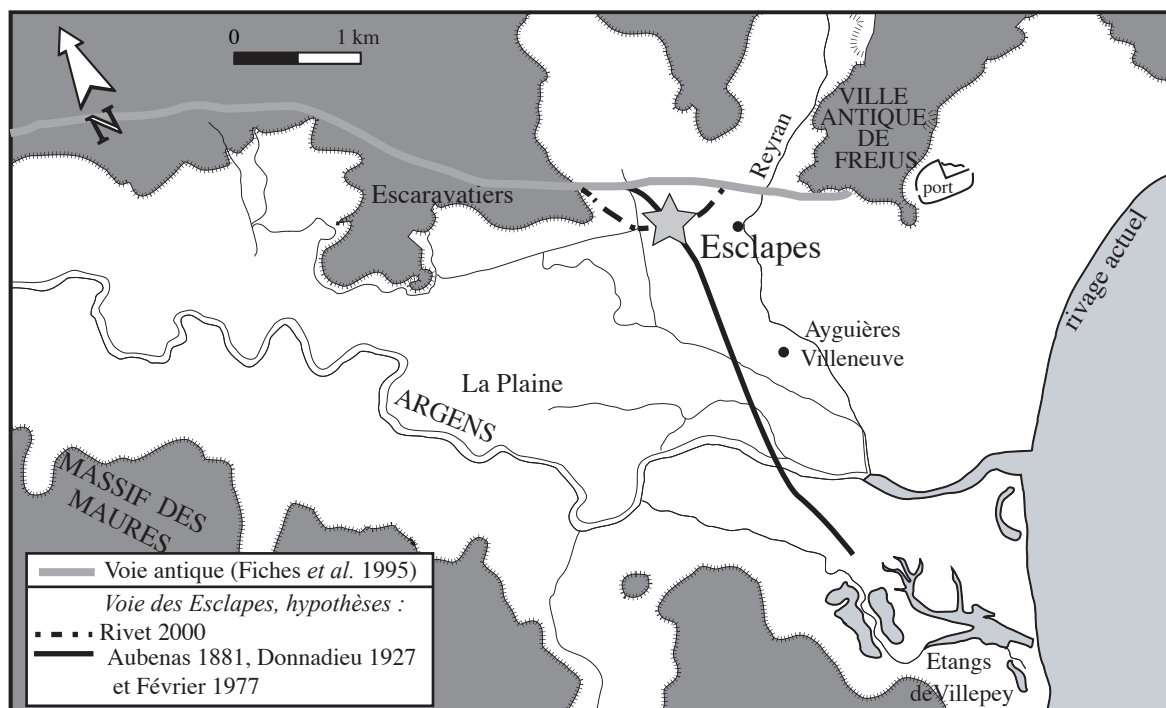 0 1 km
N
VILLE
ANTIQUE
DE
FREJUS
port
Reyran
Escaravatiers
Esclapes
rivage actuel
Ayguières
Villeneuve
La Plaine
ARGENS
MASSIF DES
MAURES
Etangs
de Villepey
Voie antique (Fiches et al. 1995)
Voie des Esclapes, hypothèses :
Rivet 2000
Aubenas 1881, Donnadieu 1927
et Février 1977